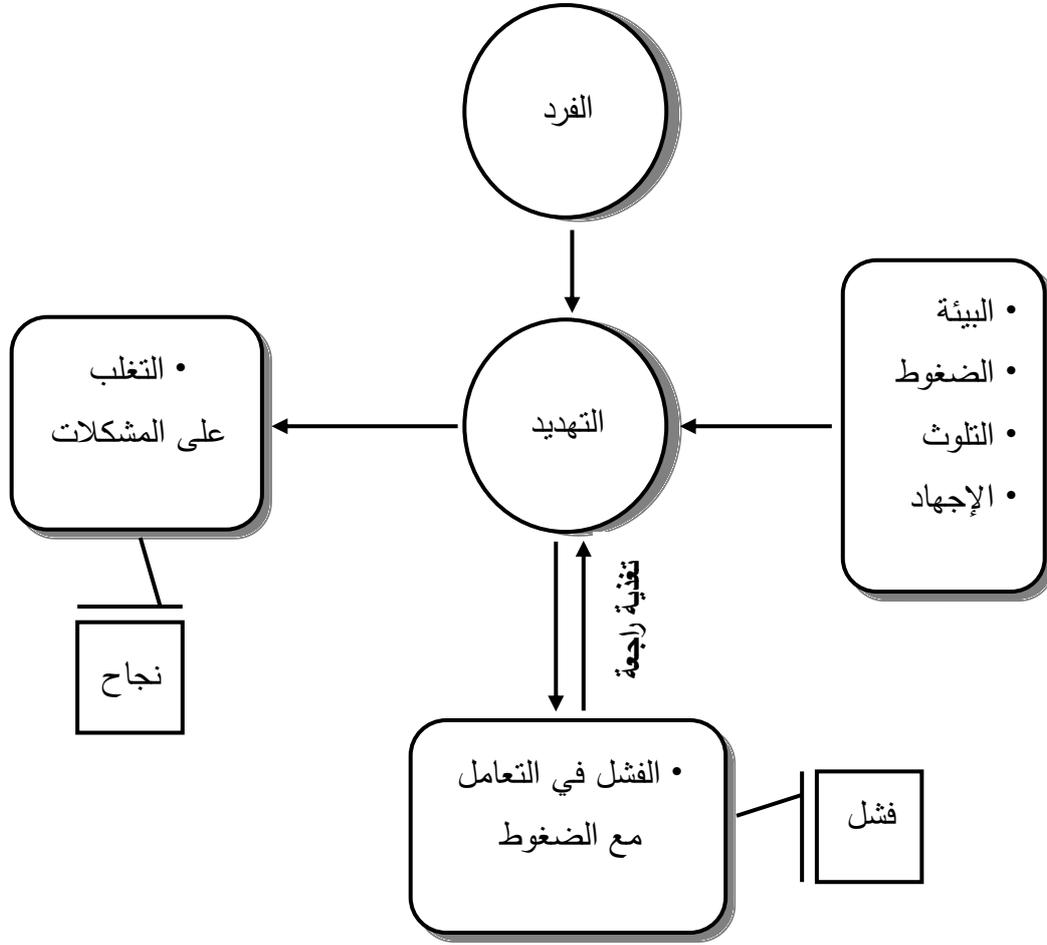 الفرد
• البيئة
• الضغوط
• التلوث
• الإجهاد
التهديد
• التغلب
على المشكلات
تغذية راجعة
نجاح
• الفشل في التعامل
مع الضغوط
فشل